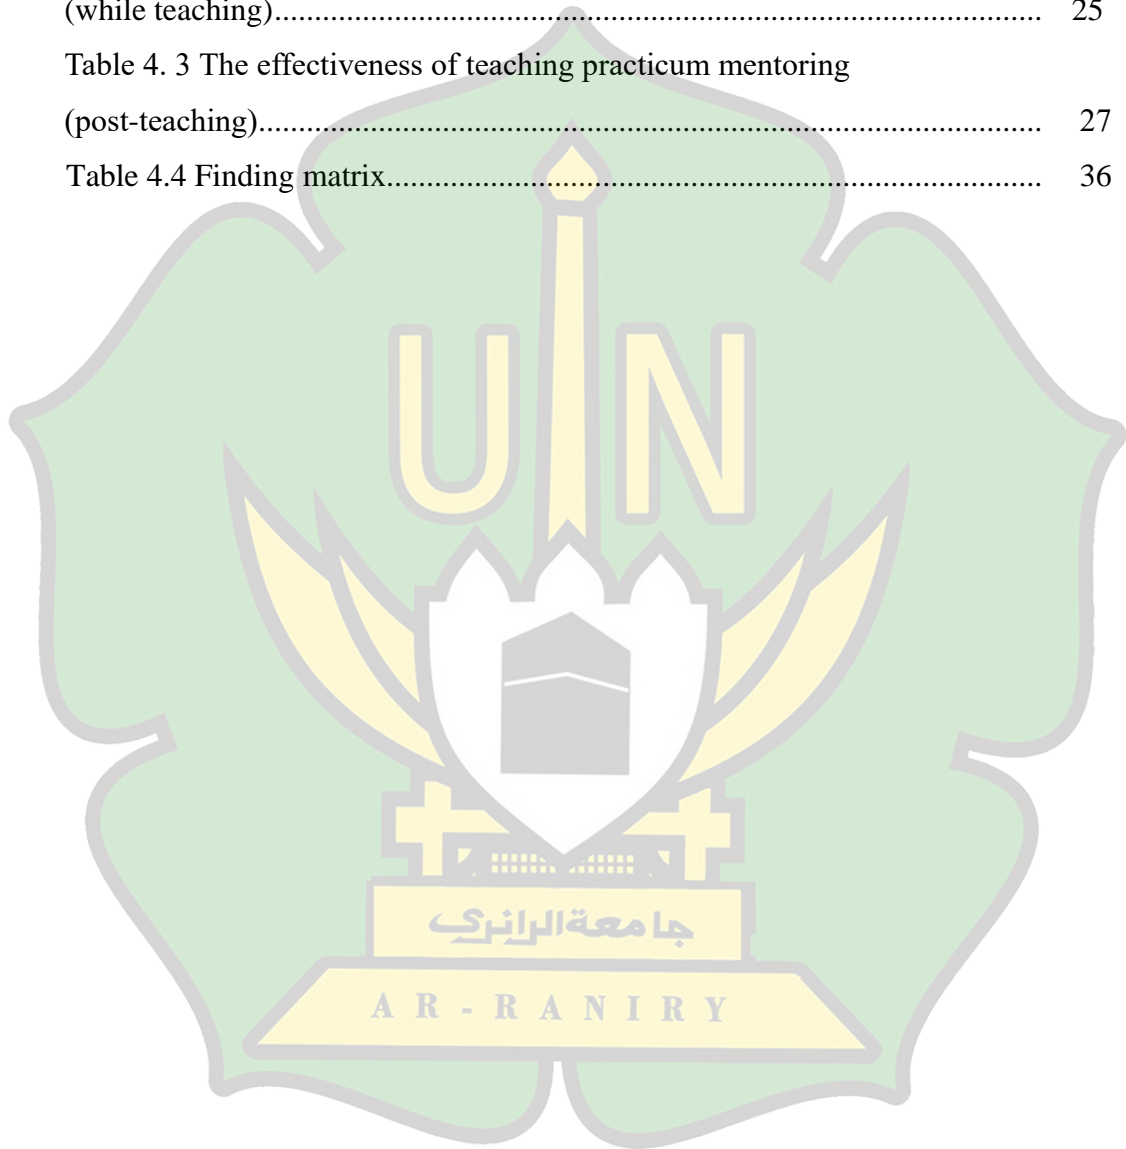 (while teaching)................................................................................................ 25
Table 4. 3 The effectiveness of teaching practicum mentoring
(post-teaching).................................................................................................. 27
Table 4.4 Finding matrix.................................................................................. 36
UIN
جامعةالرانري
AR-RANIRY